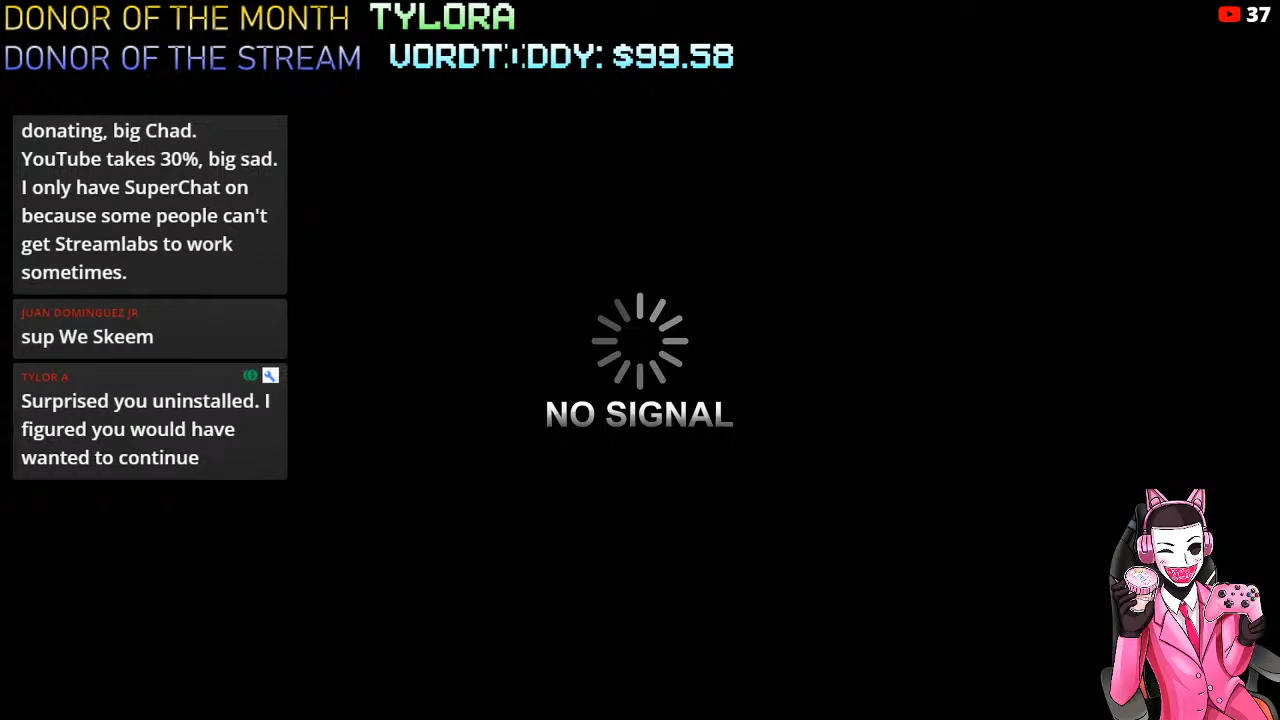 DONOR OF THE MONTH TYLORA
37
DONOR OF THE STREAM : $99.58
donating, big Chad.
YouTube takes 30%, big sad.
I only have SuperChat on
because some people can't
get Streamlabs to work
sometimes.
JUAN DOMINGUEZ JR
sup We Skeem
TYLOR A
Surprised you uninstalled. I
figured you would have
wanted to continue
NO SIGNAL